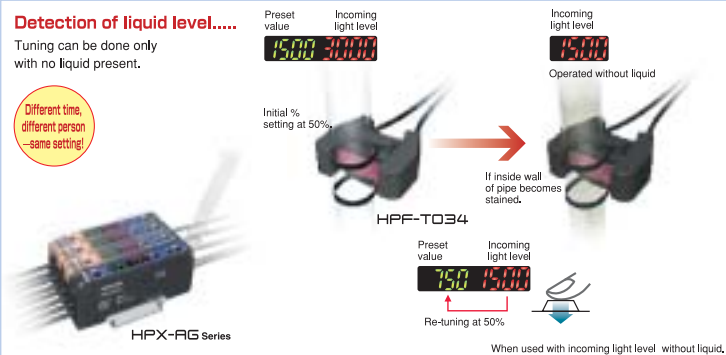 Detection of liquid level.....
Tuning can be done only
with no liquid present.
Different time,
different person
—same setting!
HPX-AG Series
Preset
value
Incoming
light level
1500 3000
Initial %
setting at 50%.
HPF-T034
If inside wall
of pipe becomes
stained.
Incoming
light level
1500
Operated without liquid
Preset
value
Incoming
light level
750 1500
Re-tuning at 50%
When used with incoming light level without liquid.